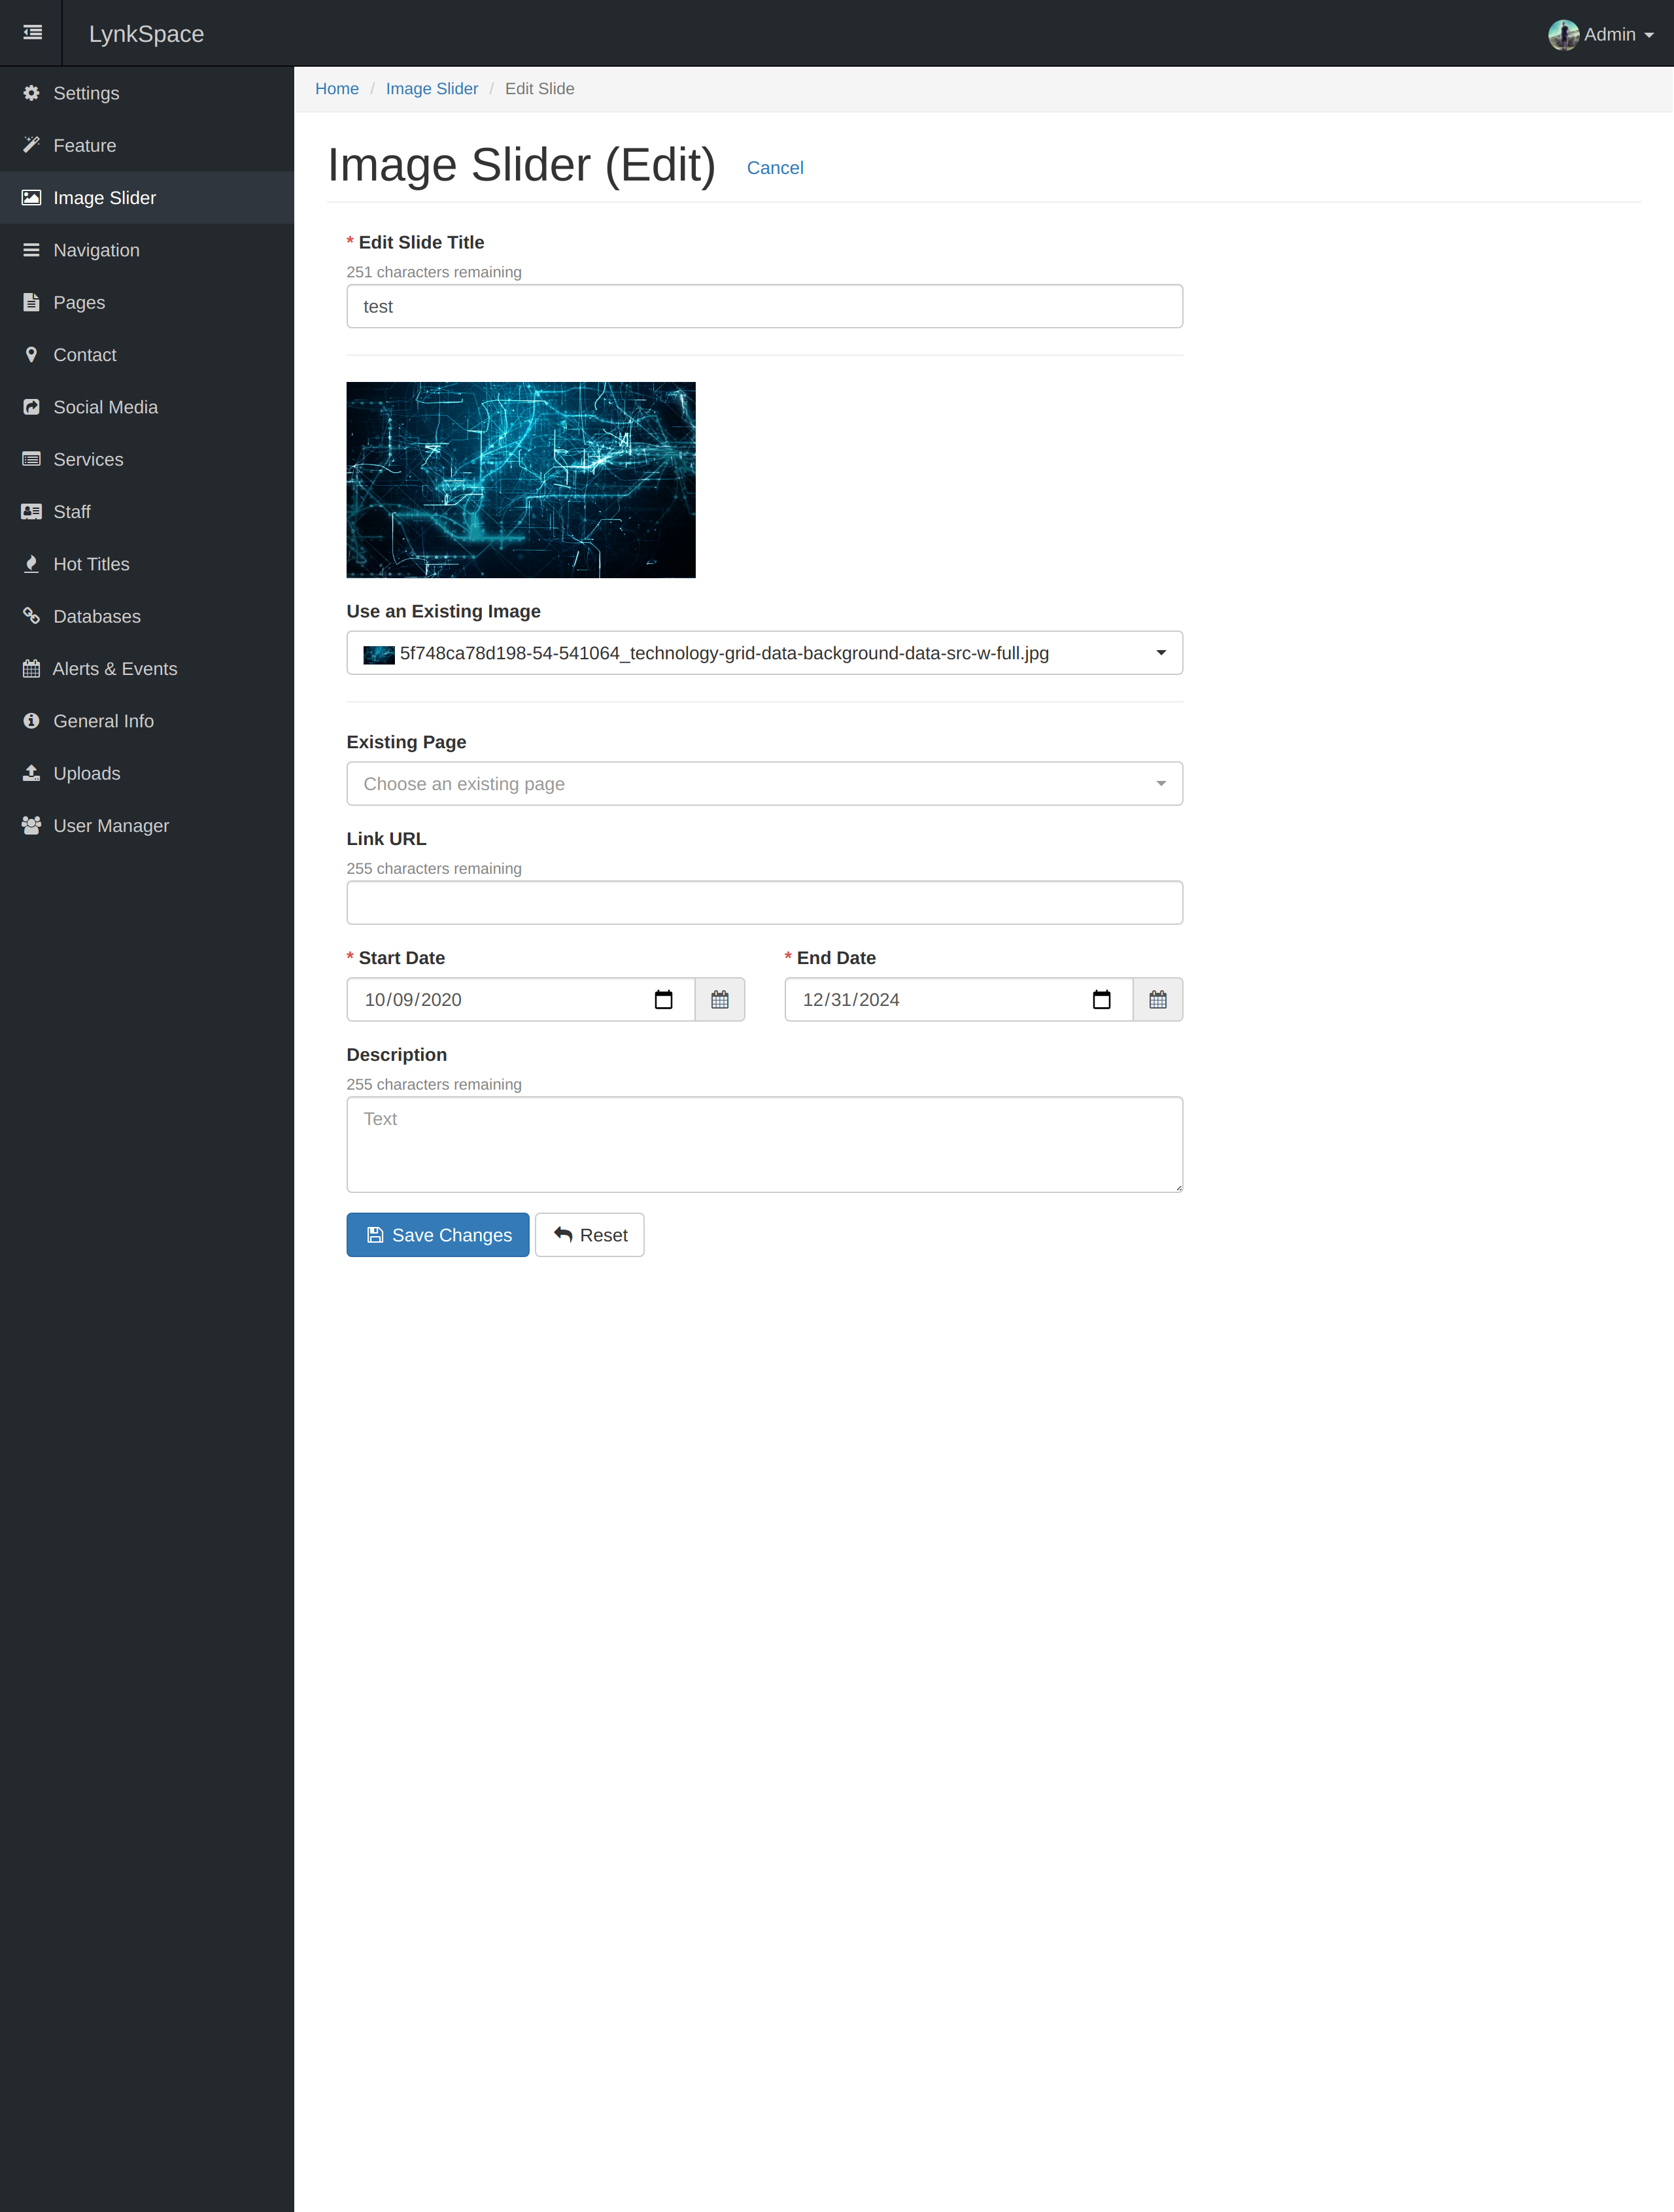 LynkSpace
Admin
Settings
Feature
Image Slider
Navigation
Pages
Contact
Social Media
Services
Staff
Hot Titles
Databases
Alerts & Events
General Info
Uploads
User Manager
Home / Image Slider / Edit Slide
Image Slider (Edit) Cancel
* Edit Slide Title
251 characters remaining
test
Use an Existing Image
5f748ca78d198-54-541064_technology-grid-data-background-data-src-w-full.jpg
Existing Page
Choose an existing page
Link URL
255 characters remaining
* Start Date
10/09/2020
* End Date
12/31/2024
Description
255 characters remaining
Text
Save Changes
Reset